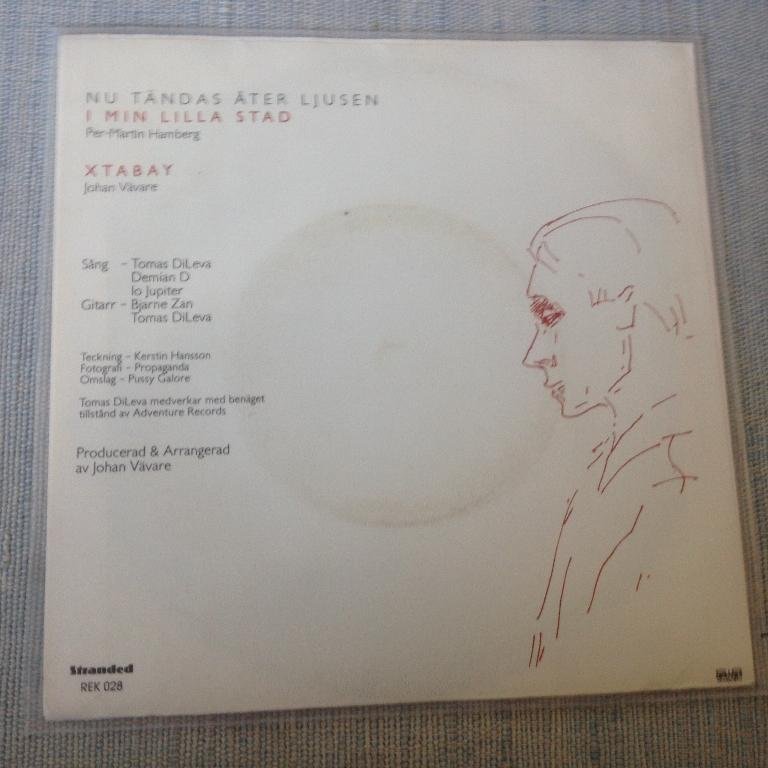 NU TÄNDAS ÅTER LJUSEN
I MIN LILLA STAD
Per-Martin Hamberg
XTABAY
Johan Vävare
Sång – Tomas DiLeva
Demian D
Io Jupiter
Gitarr – Bjarne Zan
Tomas DiLeva
Teckning – Kerstin Hansson
Fotografi – Propaganda
Omslag – Pussy Galore
Tomas DiLeva medverkar med benäget
tillstånd av Adventure Records
Producerad & Arrangerad
av Johan Vävare
Stranded
REK 028